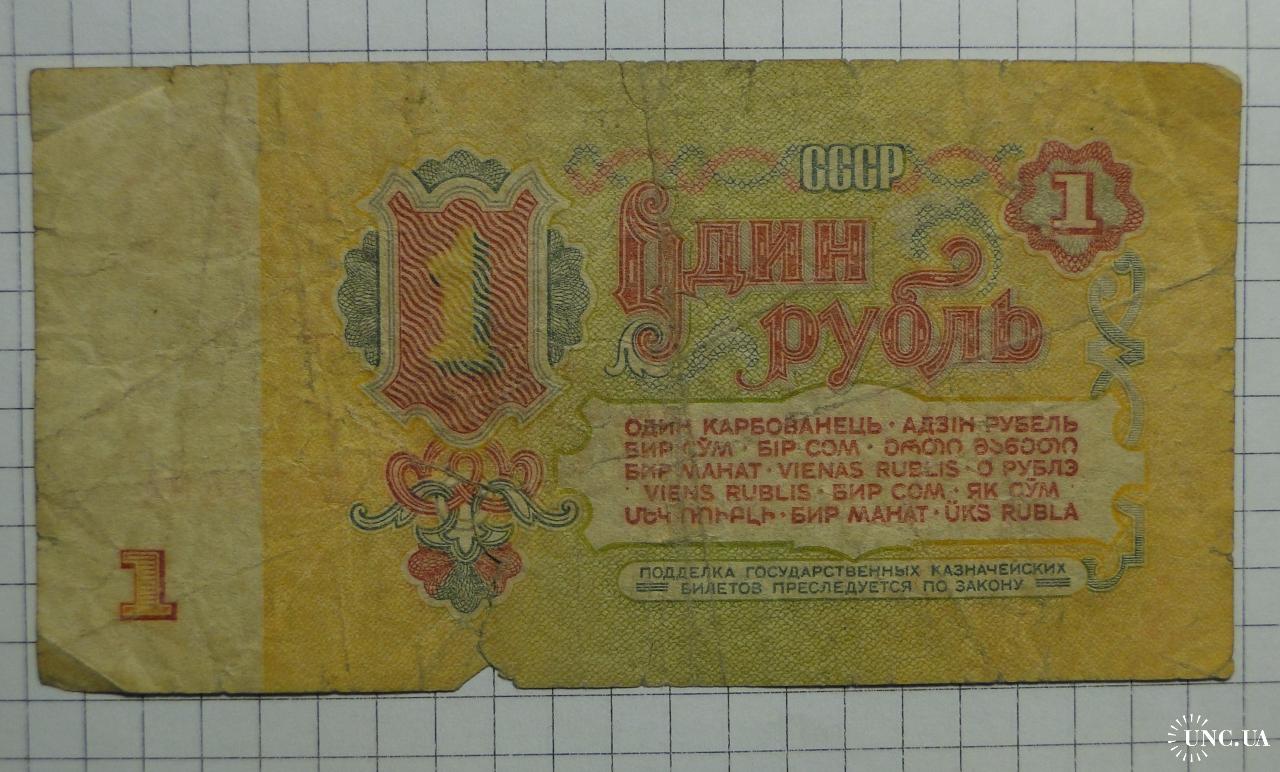 СССР
1
Один
рубль
1
ОДИН КАРБОВАНЕЦЬ · АДЗІН РУБЕЛЬ
БИР СЎМ · БІР СОМ · ᲔᲠᲗᲘ ᲛᲐᲜᲔᲗᲘ
БИР МАНАТ · VIENAS RUBLIS · О РУБЛЭ
VIENS RUBLIS · БИР СОМ · ЯК СЎМ
ՄԵԿ ՌՈՒԲԼԻ · БИР МАНАТ · ÜKS RUBLA
1
ПОДДЕЛКА ГОСУДАРСТВЕННЫХ КАЗНАЧЕЙСКИХ
БИЛЕТОВ ПРЕСЛЕДУЕТСЯ ПО ЗАКОНУ
UNC.UA